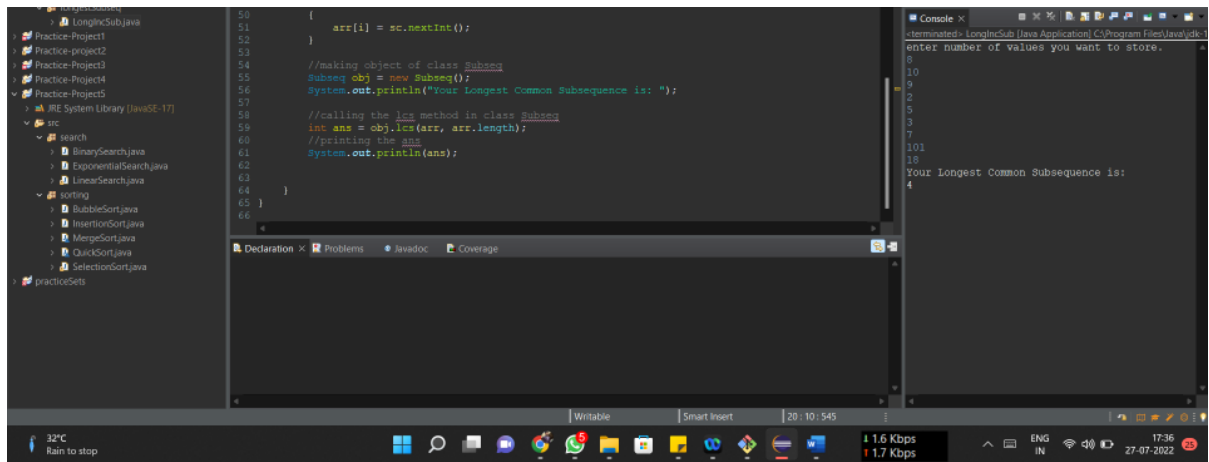 longestSubseq
LongIncSub.java
Practice-Project1
Practice-project2
Practice-Project3
Practice-Project4
Practice-Project5
JRE System Library [JavaSE-17]
src
search
BinarySearch.java
ExponentialSearch.java
LinearSearch.java
sorting
BubbleSort.java
InsertionSort.java
MergeSort.java
QuickSort.java
SelectionSort.java
practiceSets
50 {
51 arr[i] = sc.nextInt();
52 }
53
54 //making object of class Subseq
55 Subseq obj = new Subseq();
56 System.out.println("Your Longest Common Subsequence is: ");
57
58 //calling the lcs method in class Subseq
59 int ans = obj.lcs(arr, arr.length);
60 //printing the ans
61 System.out.println(ans);
62
63
64 }
65 }
66
Declaration Problems Javadoc Coverage
Console
<terminated> LongIncSub [Java Application] C:\Program Files\Java\jdk-1
enter number of values you want to store.
8
10
9
2
5
3
7
101
18
Your Longest Common Subsequence is:
4
Writable Smart Insert 20 : 10 : 545
32°C
Rain to stop
5
1.6 Kbps
1.7 Kbps
ENG
IN
17:36
27-07-2022
25